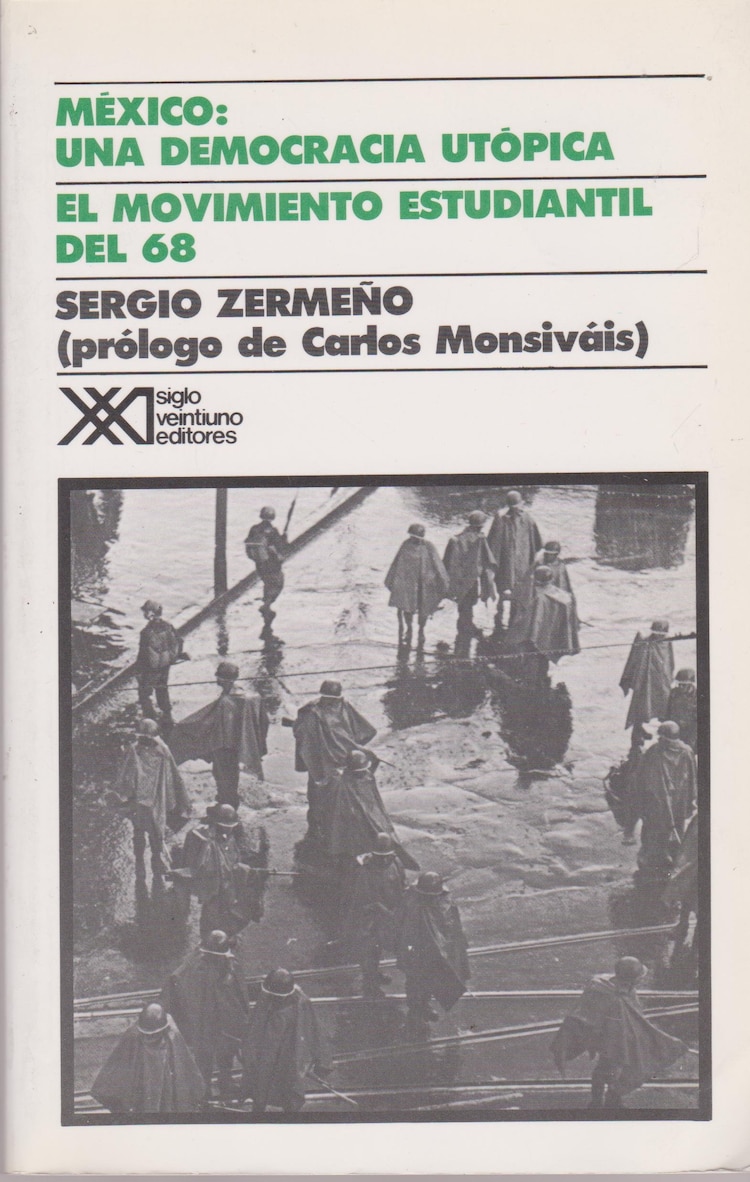 MÉXICO:
UNA DEMOCRACIA UTÓPICA
EL MOVIMIENTO ESTUDIANTIL
DEL 68
SERGIO ZERMEÑO
(prólogo de Carlos Monsiváis)
siglo
veintiuno
editores